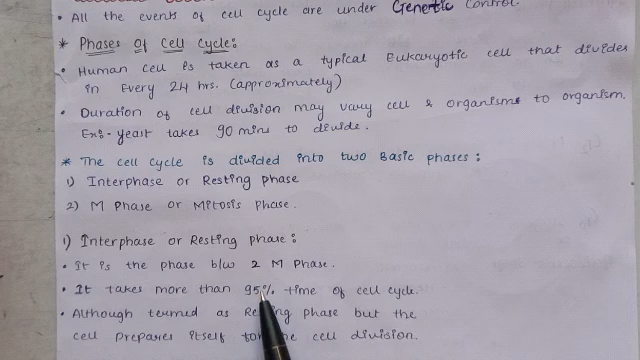 • All the events of cell cycle are under Genetic Control.
* Phases Of Cell Cycle:
• Human cell is taken as a typical Eukaryotic cell that divides
in Every 24 hrs. (approximately)
• Duration of cell division may vary cell & organisms to organism.
Ex:- yeast takes 90 mins to divide.
* The cell cycle is divided into two Basic phases:
1) Interphase or Resting phase
2) M Phase or Mitosis Phase.
1) Interphase or Resting phase:
• It is the phase b/w 2 M Phase.
• It takes more than 95% time of cell cycle.
• Although termed as phase but the
cell prepares itself cell division.